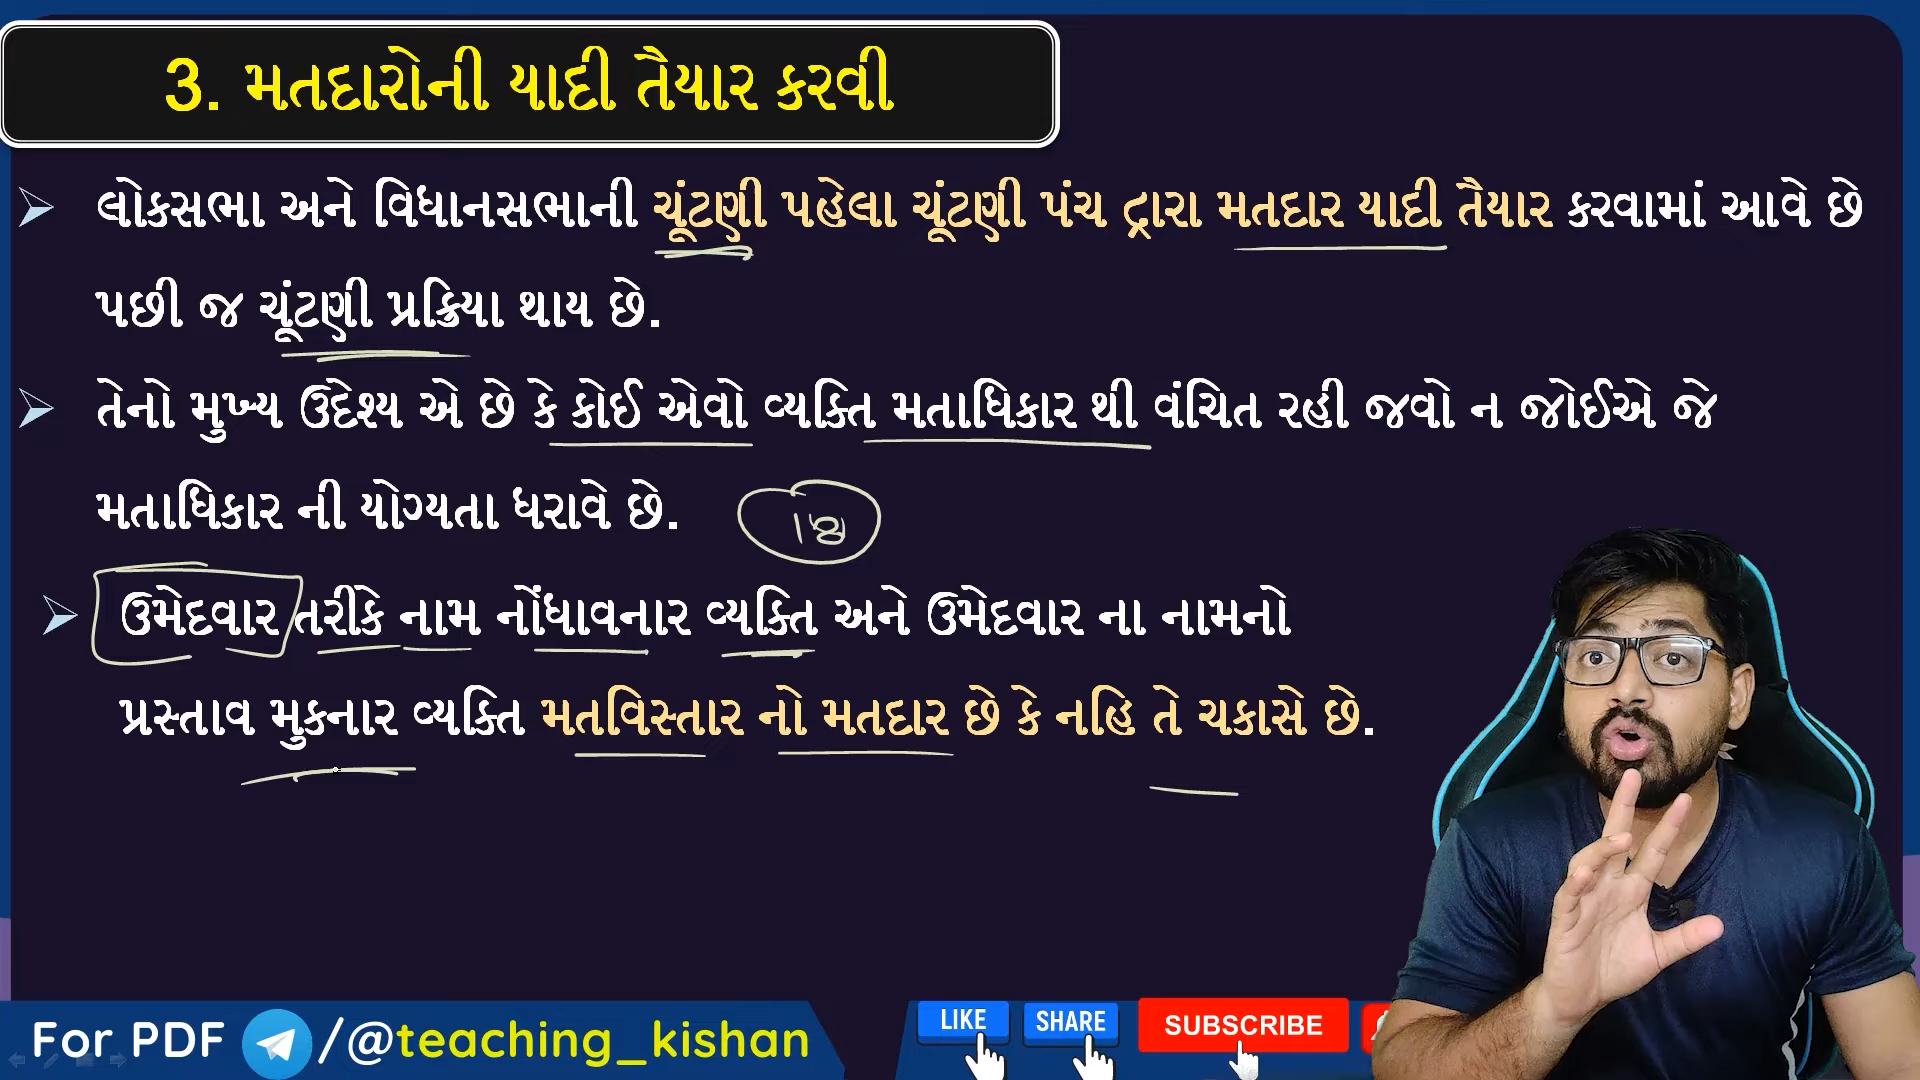 3. મતદારોની યાદી તૈયાર કરવી
લોકસભા અને વિધાનસભાની ચૂંટણી પહેલા ચૂંટણી પંચ દ્રારા મતદાર યાદી તૈયાર કરવામાં આવે છે
પછી જ ચૂંટણી પ્રક્રિયા થાય છે.
તેનો મુખ્ય ઉદેશ્ય એ છે કે કોઈ એવો વ્યક્તિ મતાધિકાર થી વંચિત રહી જવો ન જોઈએ જે
મતાધિકાર ની યોગ્યતા ધરાવે છે.
ઉમેદવાર તરીકે નામ નોંધાવનાર વ્યક્તિ અને ઉમેદવાર ના નામનો
પ્રસ્તાવ મુકનાર વ્યક્તિ મતવિસ્તાર નો મતદાર છે કે નહિ તે ચકાસે છે.
For PDF /@teaching_kishan
LIKE SHARE SUBSCRIBE